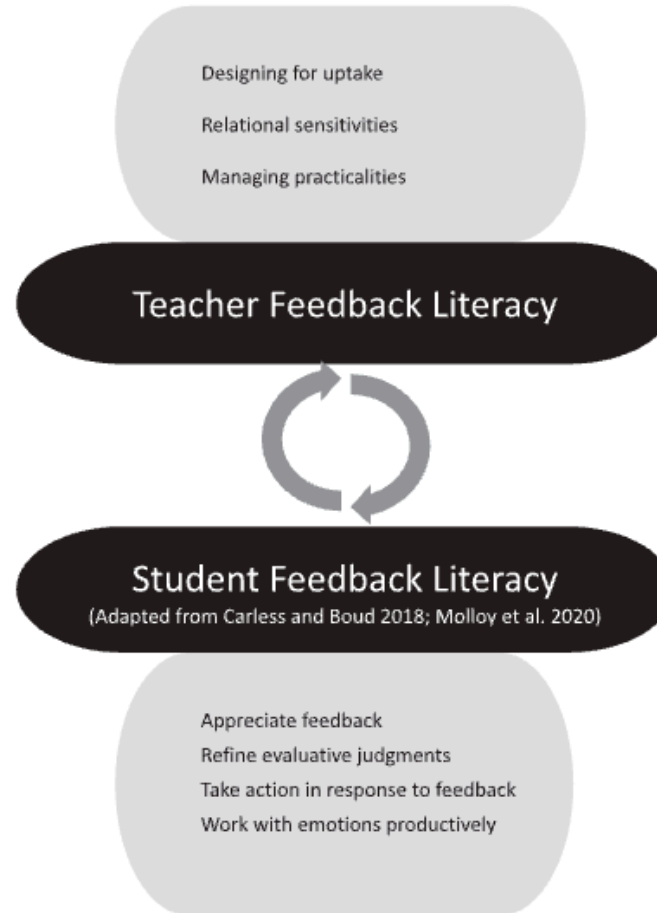 Designing for uptake
Relational sensitivities
Managing practicalities
Teacher Feedback Literacy
Student Feedback Literacy
(Adapted from Carless and Boud 2018; Molloy et al. 2020)
Appreciate feedback
Refine evaluative judgments
Take action in response to feedback
Work with emotions productively